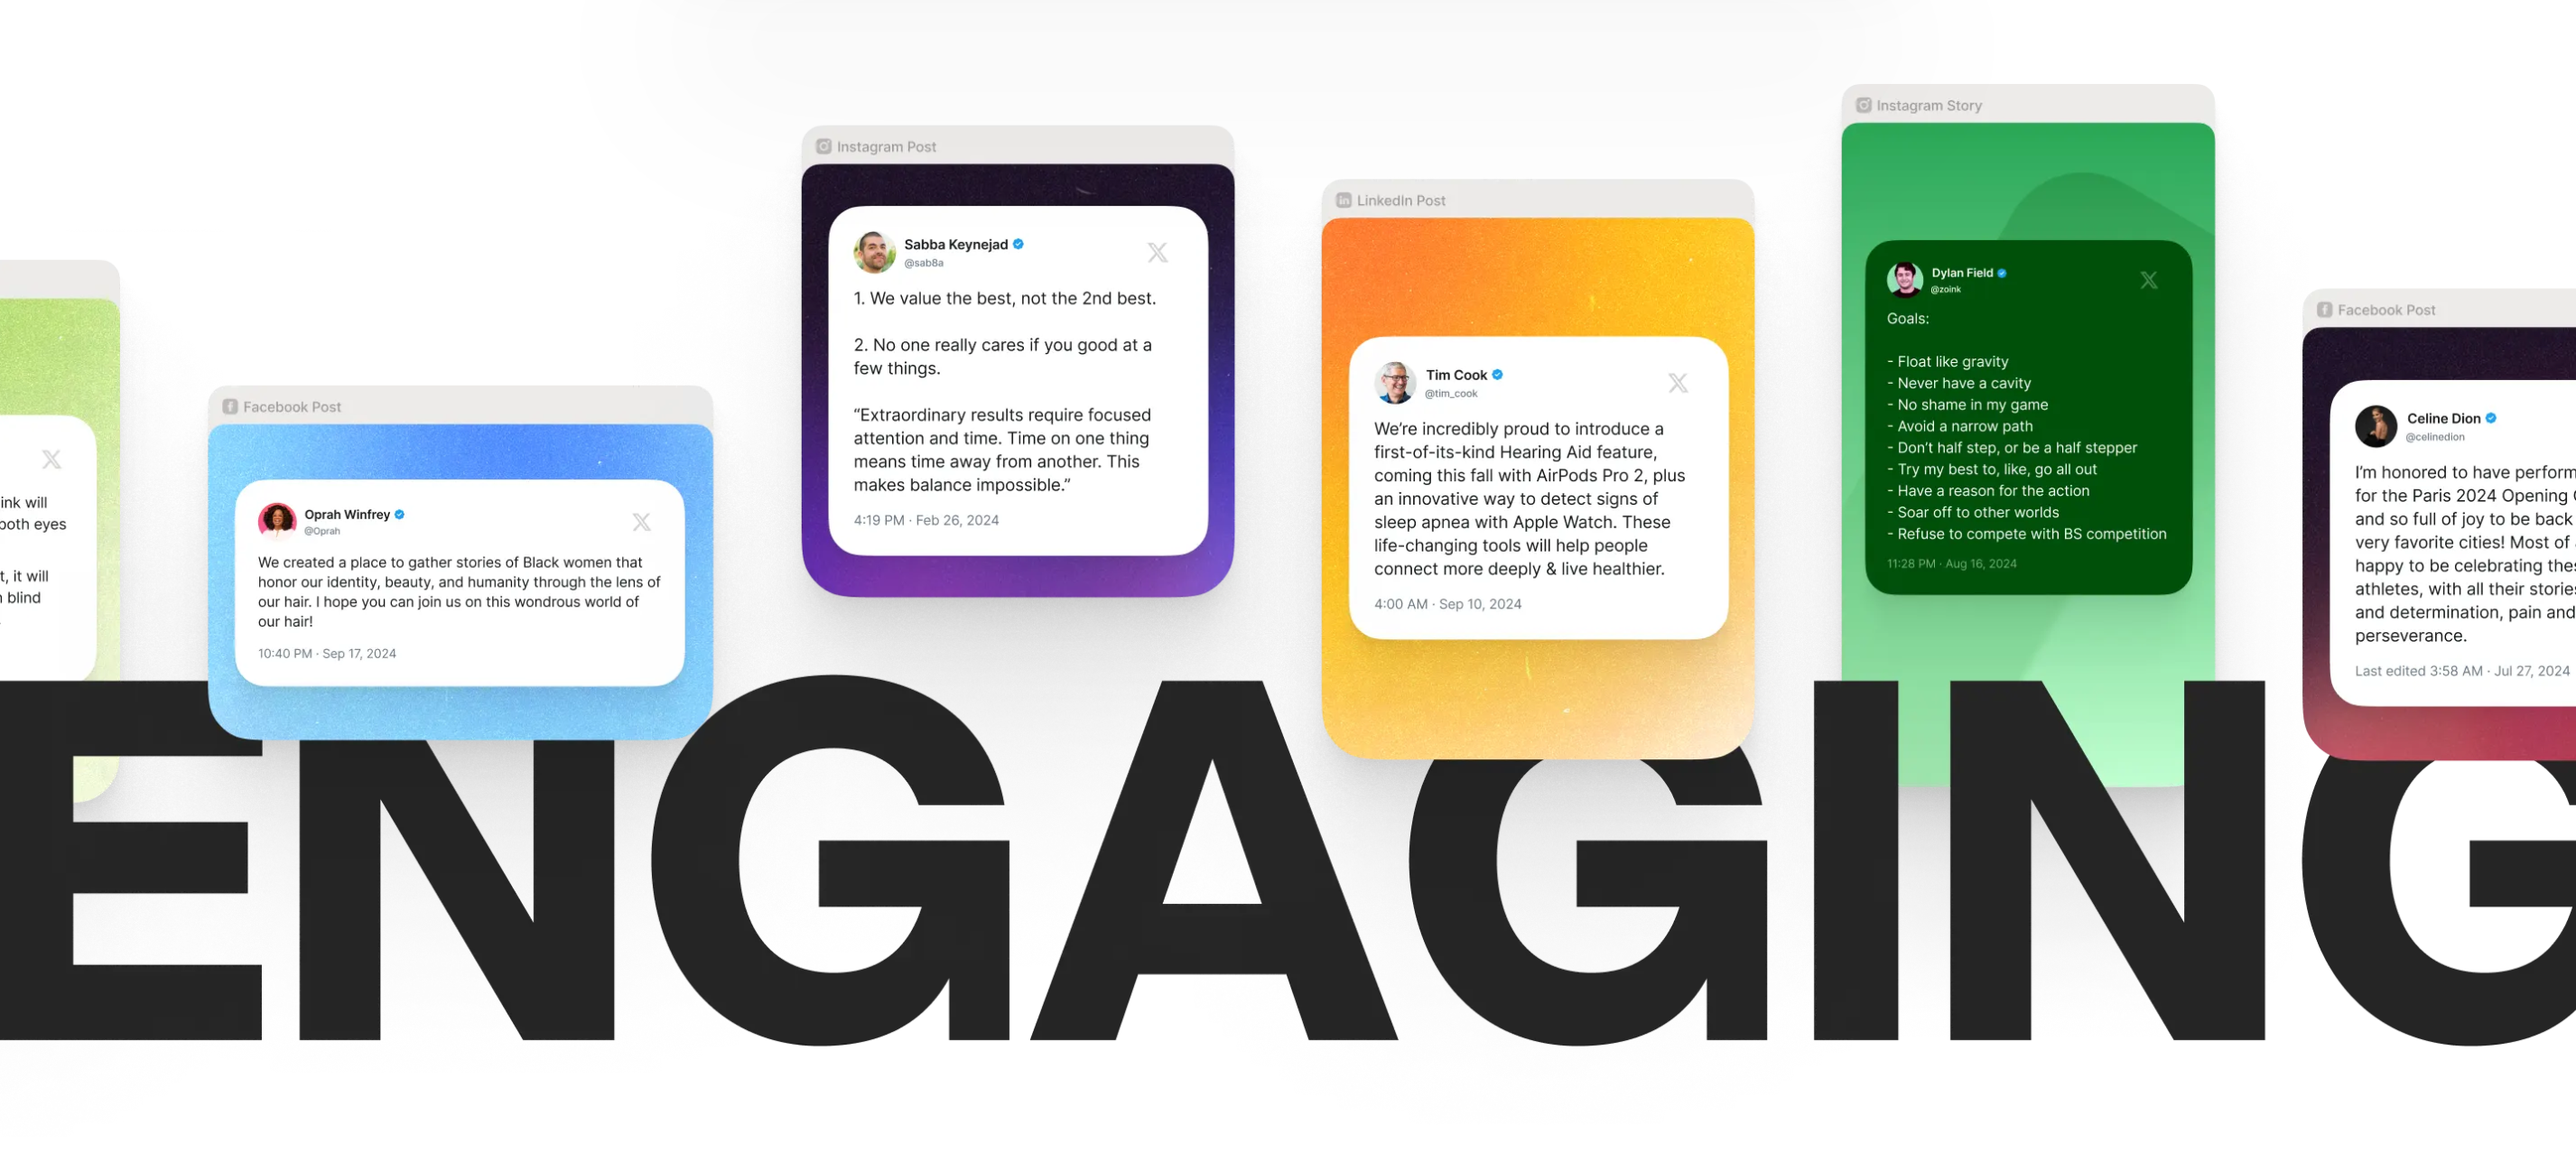 ink will
both eyes
t, it will
blind
Facebook Post
Oprah Winfrey
@Oprah
We created a place to gather stories of Black women that
honor our identity, beauty, and humanity through the lens of
our hair. I hope you can join us on this wondrous world of
our hair!
10:40 PM · Sep 17, 2024
Instagram Post
Sabba Keynejad
@sab8a
1. We value the best, not the 2nd best.
2. No one really cares if you good at a
few things.
“Extraordinary results require focused
attention and time. Time on one thing
means time away from another. This
makes balance impossible.”
4:19 PM · Feb 26, 2024
LinkedIn Post
Tim Cook
@tim_cook
We’re incredibly proud to introduce a
first-of-its-kind Hearing Aid feature,
coming this fall with AirPods Pro 2, plus
an innovative way to detect signs of
sleep apnea with Apple Watch. These
life-changing tools will help people
connect more deeply & live healthier.
4:00 AM · Sep 10, 2024
Instagram Story
Dylan Field
@zoink
Goals:
- Float like gravity
- Never have a cavity
- No shame in my game
- Avoid a narrow path
- Don’t half step, or be a half stepper
- Try my best to, like, go all out
- Have a reason for the action
- Soar off to other worlds
- Refuse to compete with BS competition
11:28 PM · Aug 16, 2024
Facebook Post
Celine Dion
@celinedion
I’m honored to have perform
for the Paris 2024 Opening
and so full of joy to be back
very favorite cities! Most of
happy to be celebrating thes
athletes, with all their stories
and determination, pain and
perseverance.
Last edited 3:58 AM · Jul 27, 2024
ENGAGING